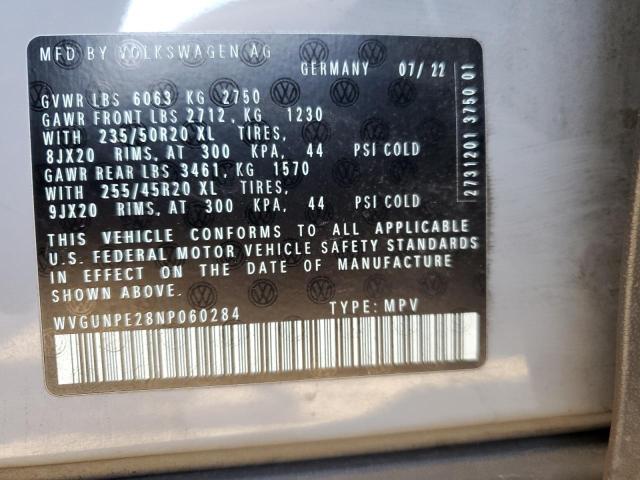 MFD BY VOLKSWAGEN AG
GERMANY 07/ 22
GVWR LBS 6063 KG 2750
GAWR FRONT LBS 2712, KG 1230
WITH 235/50R20 XL TIRES,
8JX20 RIMS, AT 300 KPA, 44 PSI COLD
GAWR REAR LBS 3461, KG 1570
WITH 255/45R20 XL TIRES,
9JX20 RIMS, AT 300 KPA, 44 PSI COLD
THIS VEHICLE CONFORMS TO ALL APPLICABLE
U.S. FEDERAL MOTOR VEHICLE SAFETY STANDARDS
IN EFFECT ON THE DATE OF MANUFACTURE
SHOWN ABOVE.
WVGUNPE28NP060284 TYPE: MPV
2731201 3750 01